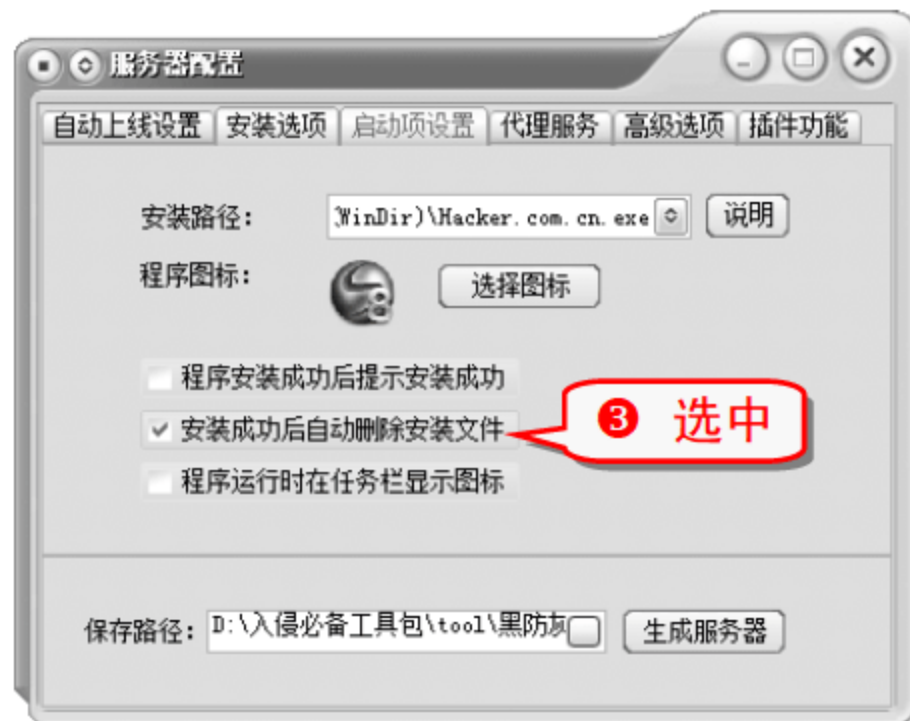 服务器配置
自动上线设置 安装选项 启动项设置 代理服务 高级选项 插件功能
安装路径： WinDir)\Hacker.com.cn.exe 说明
程序图标： 选择图标
程序安装成功后提示安装成功
安装成功后自动删除安装文件 ❸ 选中
程序运行时在任务栏显示图标
保存路径： D:\入侵必备工具包\tool\黑防 生成服务器